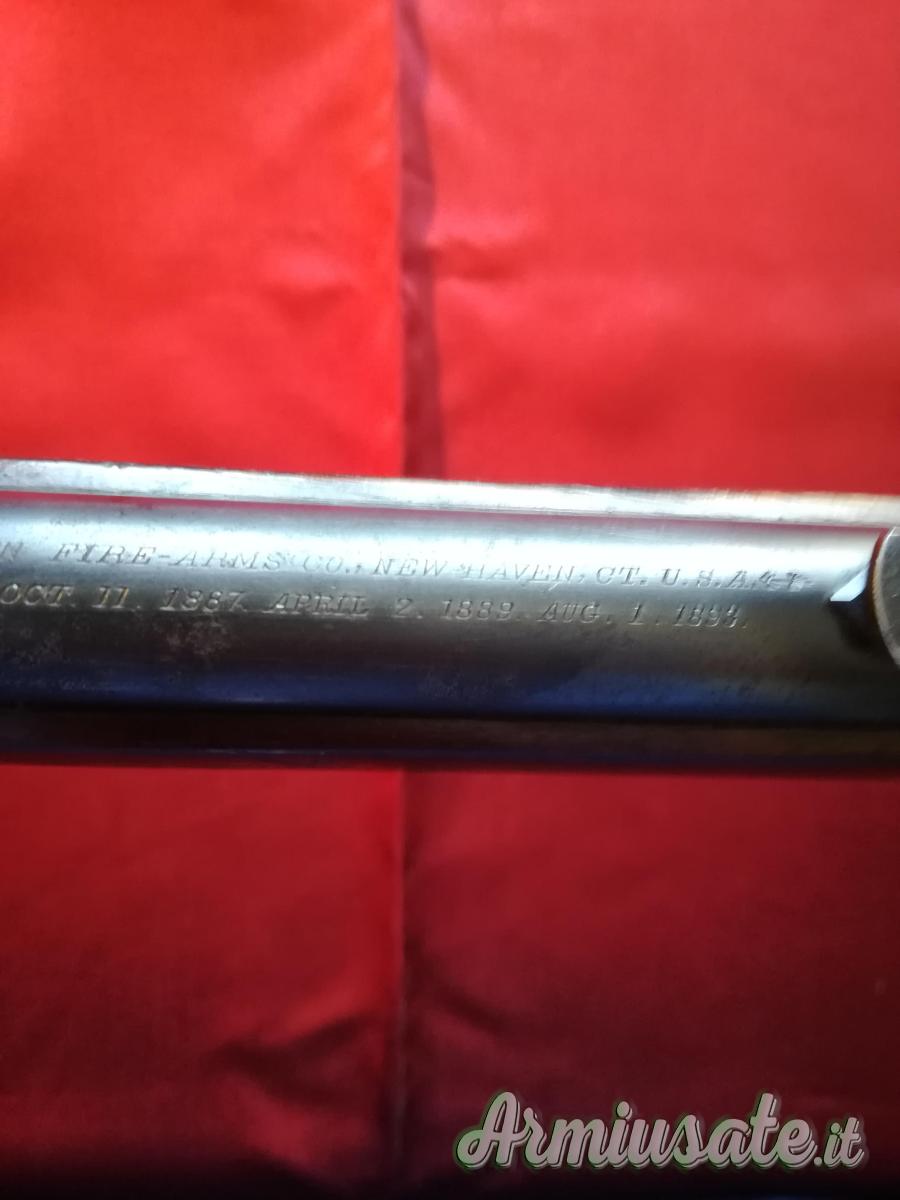 N FIRE-ARMS CO., NEW HAVEN, CT. U.S.A.
OCT. 11. 1887. APRIL 2. 1889. AUG. 1. 1893.
Armiusate.it